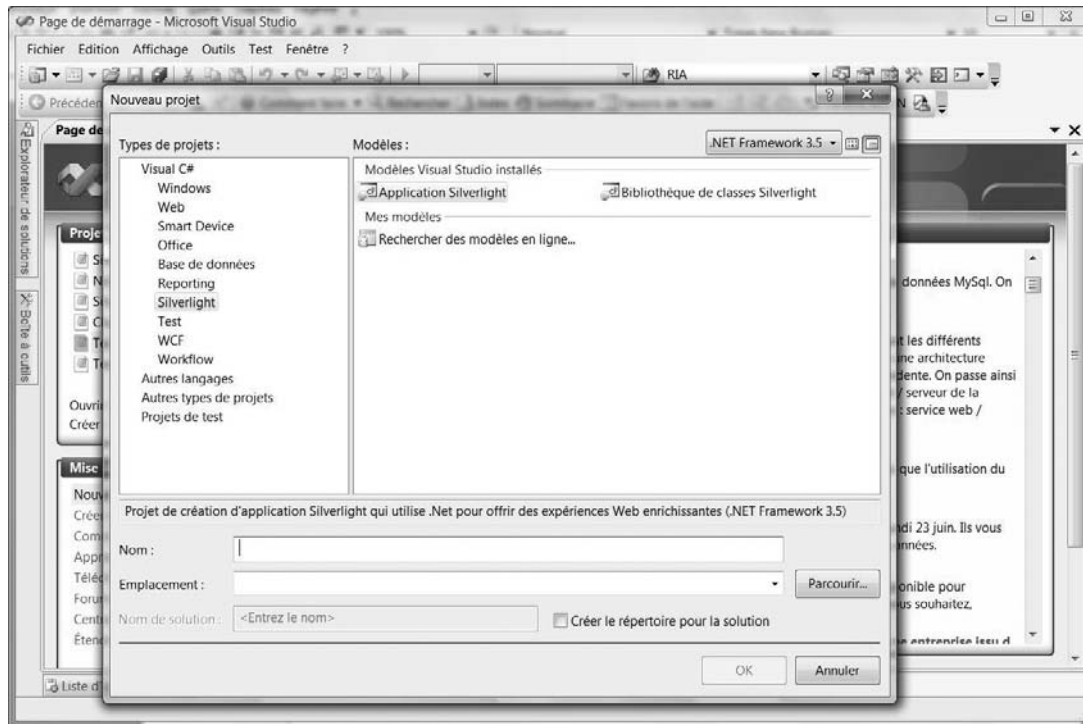 Page de démarrage - Microsoft Visual Studio
Fichier Edition Affichage Outils Test Fenêtre ?
RIA
Précéden
Nouveau projet
Explorateur de solutions
Boîte à outils
Page de
Types de projets :
Modèles :
.NET Framework 3.5
Visual C#
Windows
Web
Smart Device
Office
Base de données
Reporting
Silverlight
Test
WCF
Workflow
Autres langages
Autres types de projets
Projets de test
Modèles Visual Studio installés
Application Silverlight
Bibliothèque de classes Silverlight
Mes modèles
Rechercher des modèles en ligne...
Projet de création d'application Silverlight qui utilise .Net pour offrir des expériences Web enrichissantes (.NET Framework 3.5)
Nom :
Emplacement :
Parcourir...
Nom de solution :
<Entrez le nom>
Créer le répertoire pour la solution
OK
Annuler
Proje
Ouvri
Créer
Mise
Nouv
Crée
Com
Appr
Téléc
Forur
Cent
Étend
Liste d'
données MySql. On
t les différents
ne architecture
dente. On passe ainsi
/ serveur de la
: service web /
que l'utilisation du
di 23 juin. Ils vous
années.
onible pour
us souhaitez,